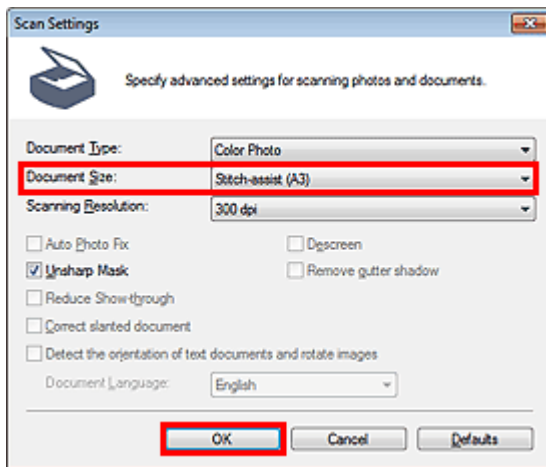 Scan Settings
Specify advanced settings for scanning photos and documents.
Document Type: Color Photo
Document Size: Stitch-assist (A3)
Scanning Resolution: 300 dpi
Auto Photo Fix Descreen
Unsharp Mask Remove gutter shadow
Reduce Show-through
Correct slanted document
Detect the orientation of text documents and rotate images
Document Language: English
OK Cancel Defaults